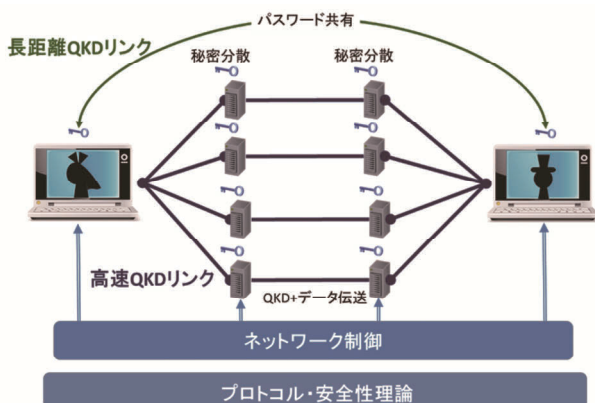 パスワード共有
長距離QKDリンク
秘密分散
秘密分散
高速QKDリンク
QKD+データ伝送
ネットワーク制御
プロトコル・安全性理論